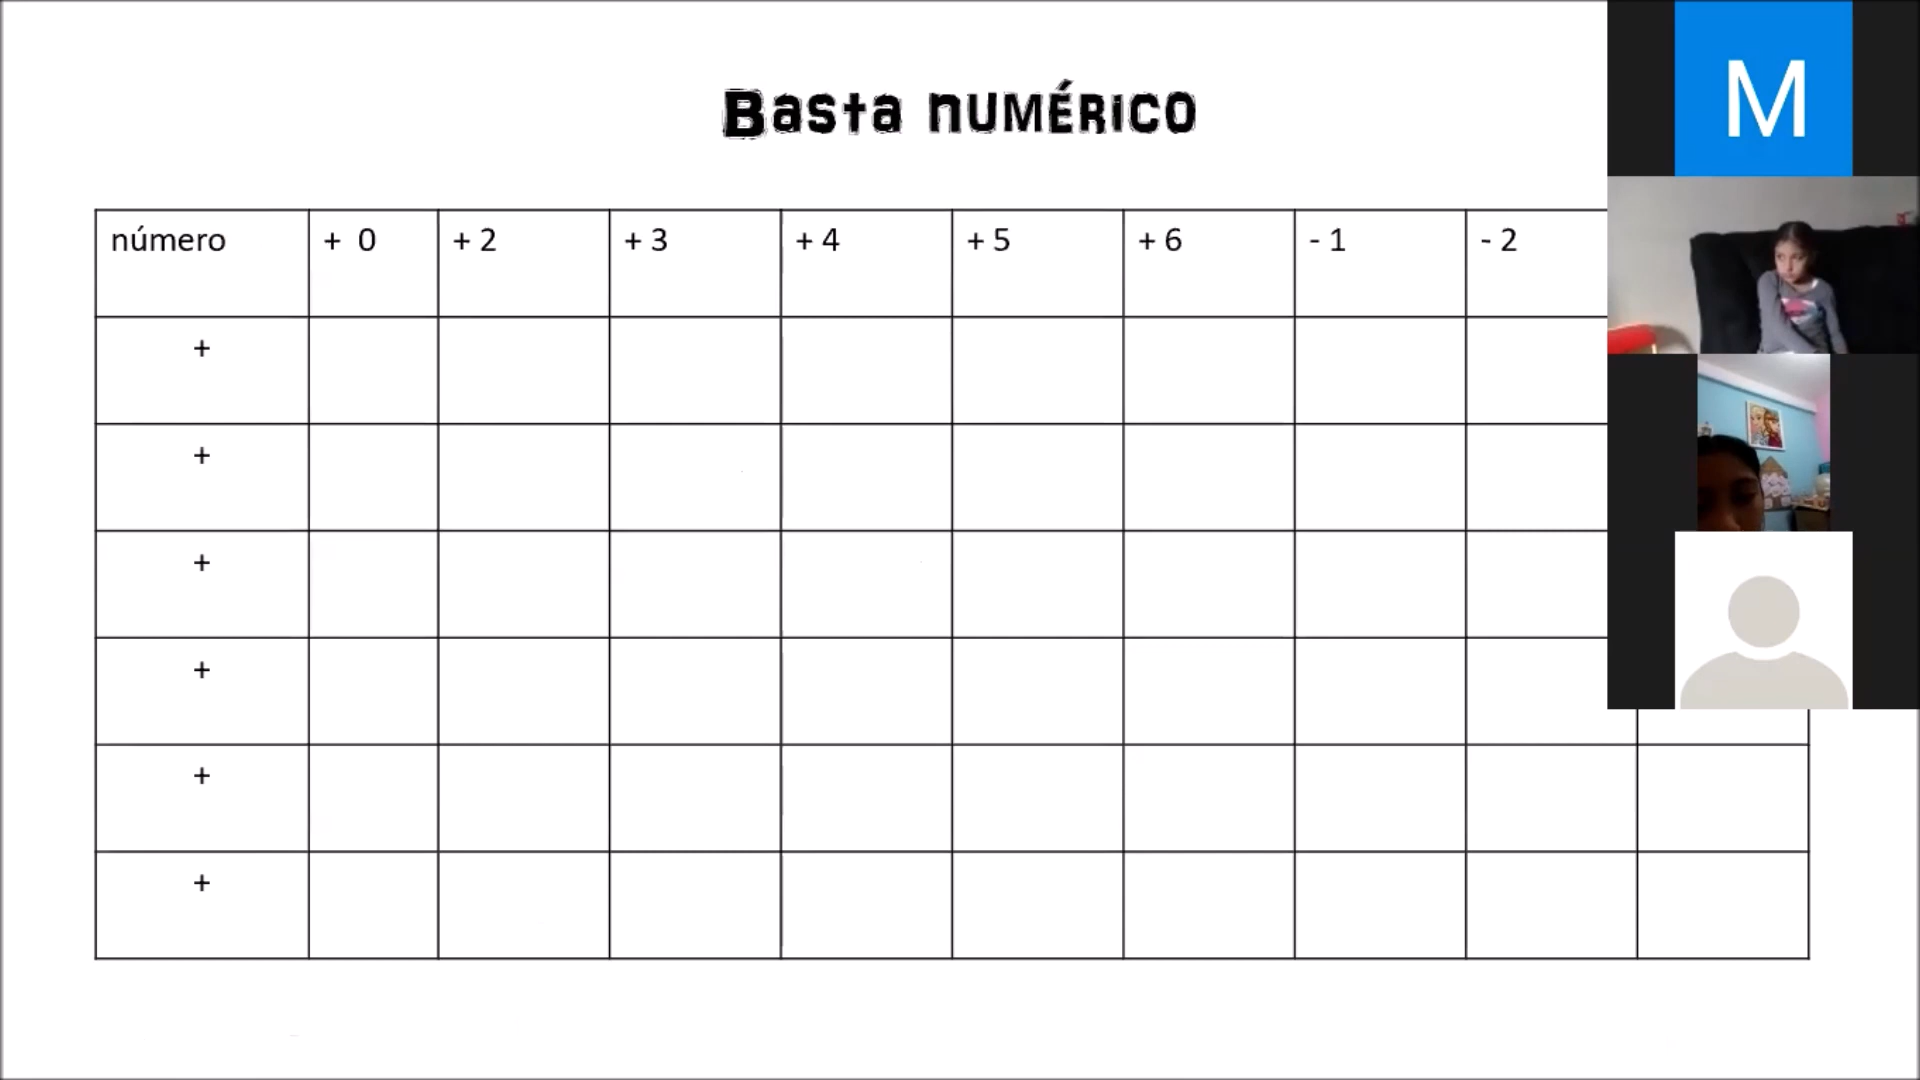 Basta NUMÉRICO
número + 0 + 2 + 3 + 4 + 5 + 6 - 1 - 2
+
+
+
+
+
+
M